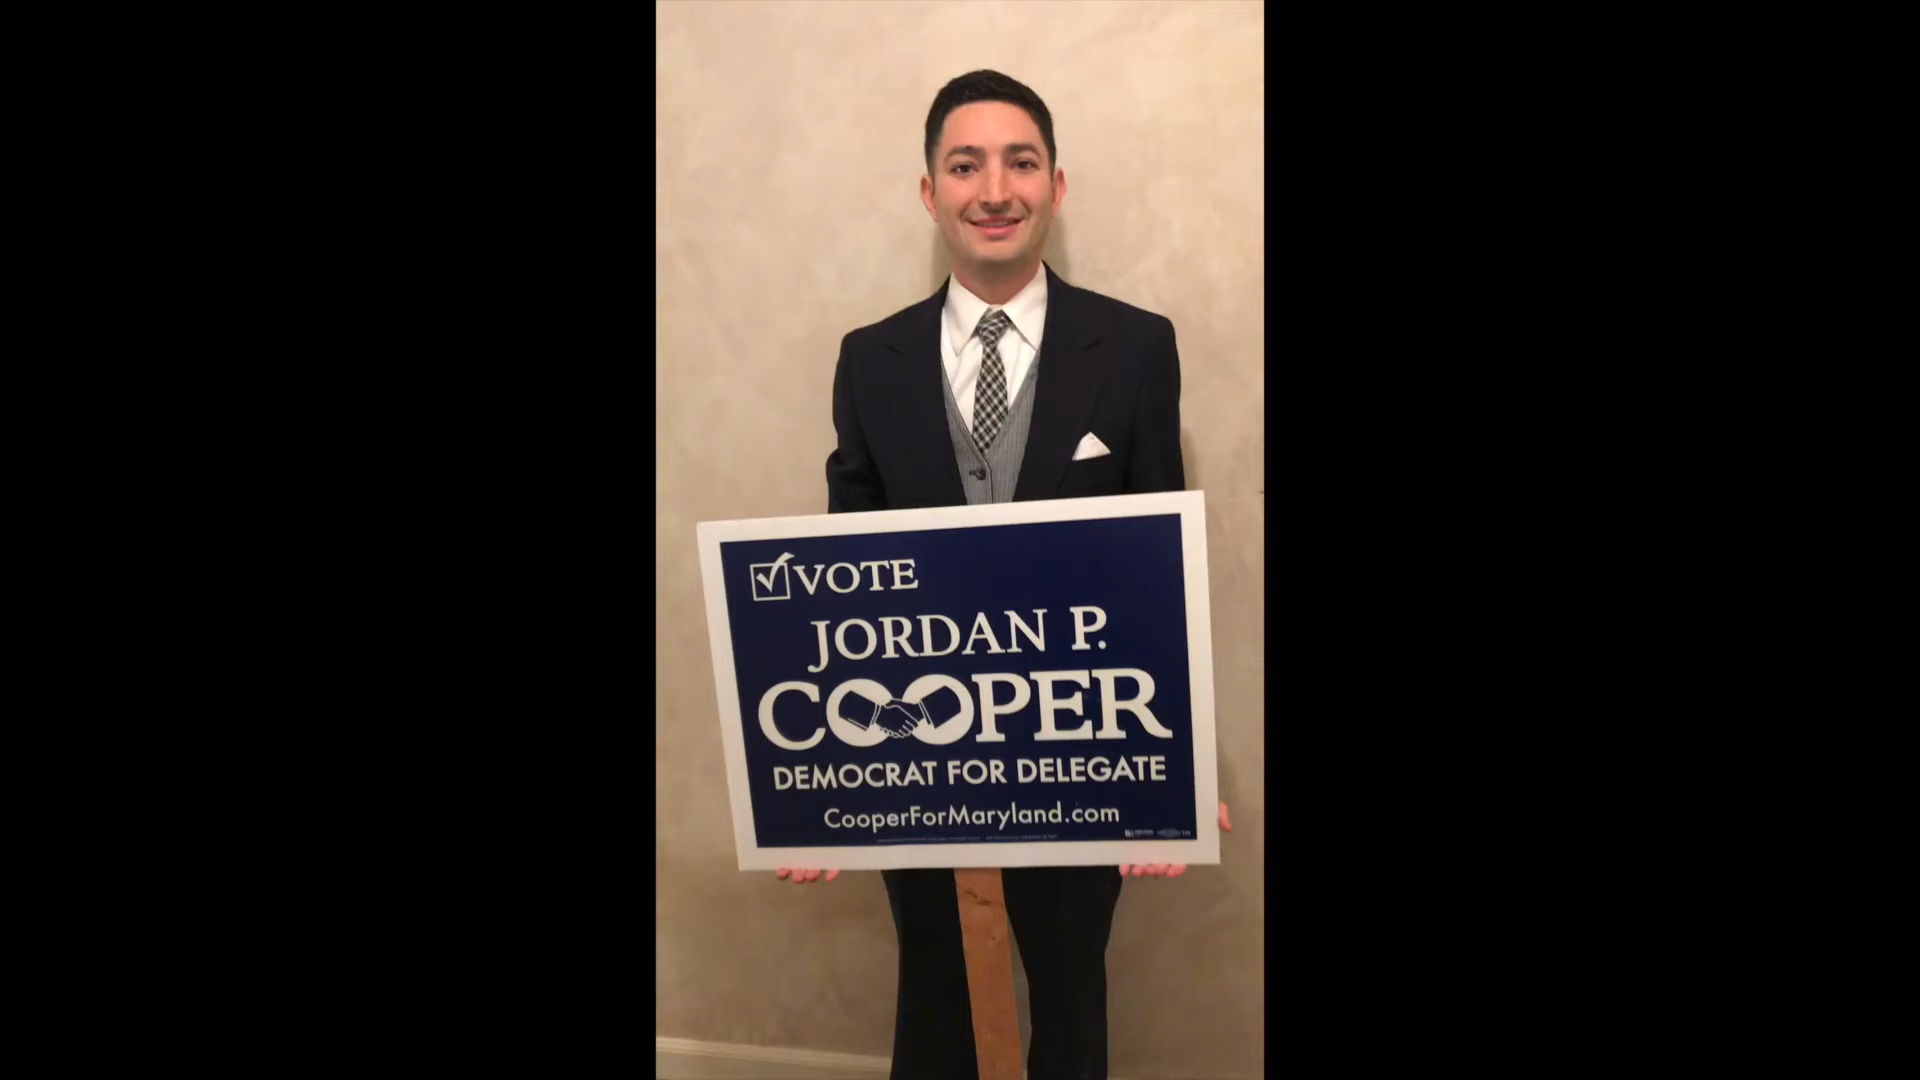 VOTE
JORDAN P.
COOPER
DEMOCRAT FOR DELEGATE
CooperForMaryland.com